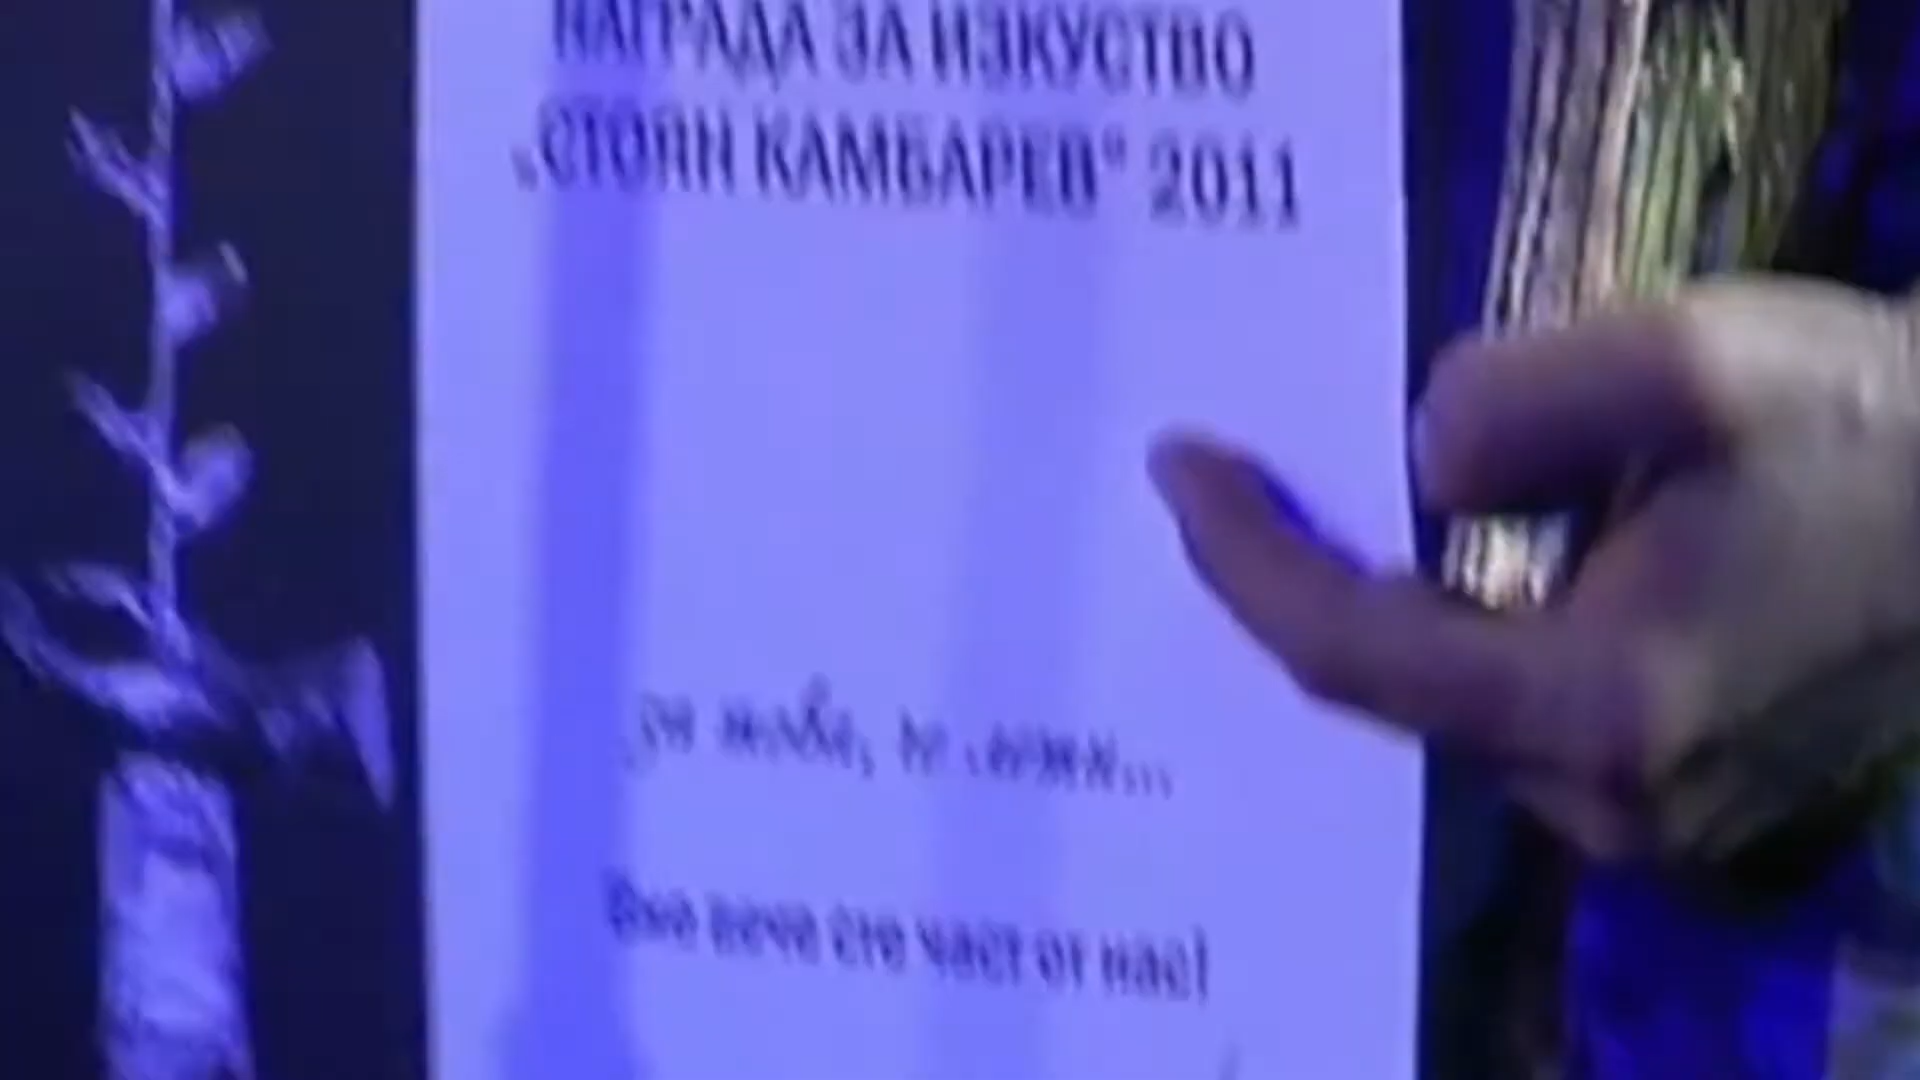 НАГРАДА ЗА ИЗКУСТВО
„СТОЯН КАМБАРЕВ“ 2011
Вие вече сте част от нас!